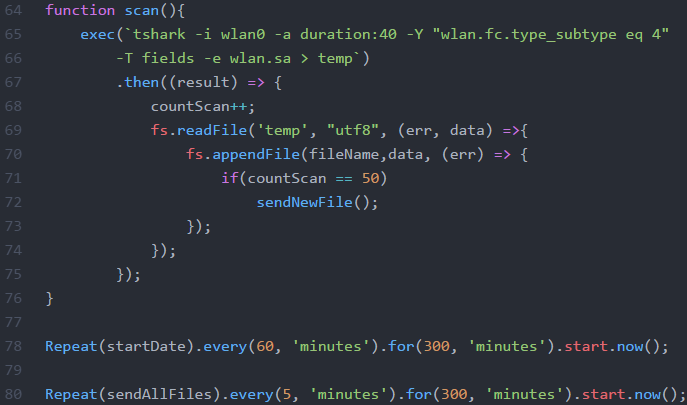 64 function scan(){
65     exec(`tshark -i wlan0 -a duration:40 -Y "wlan.fc.type_subtype eq 4"
66         -T fields -e wlan.sa > temp`)
67         .then((result) => {
68             countScan++;
69             fs.readFile('temp', "utf8", (err, data) =>{
70                 fs.appendFile(fileName,data, (err) => {
71                     if(countScan == 50)
72                         sendNewFile();
73                 });
74             });
75         });
76 }
77
78 Repeat(startDate).every(60, 'minutes').for(300, 'minutes').start.now();
79
80 Repeat(sendAllFiles).every(5, 'minutes').for(300, 'minutes').start.now();